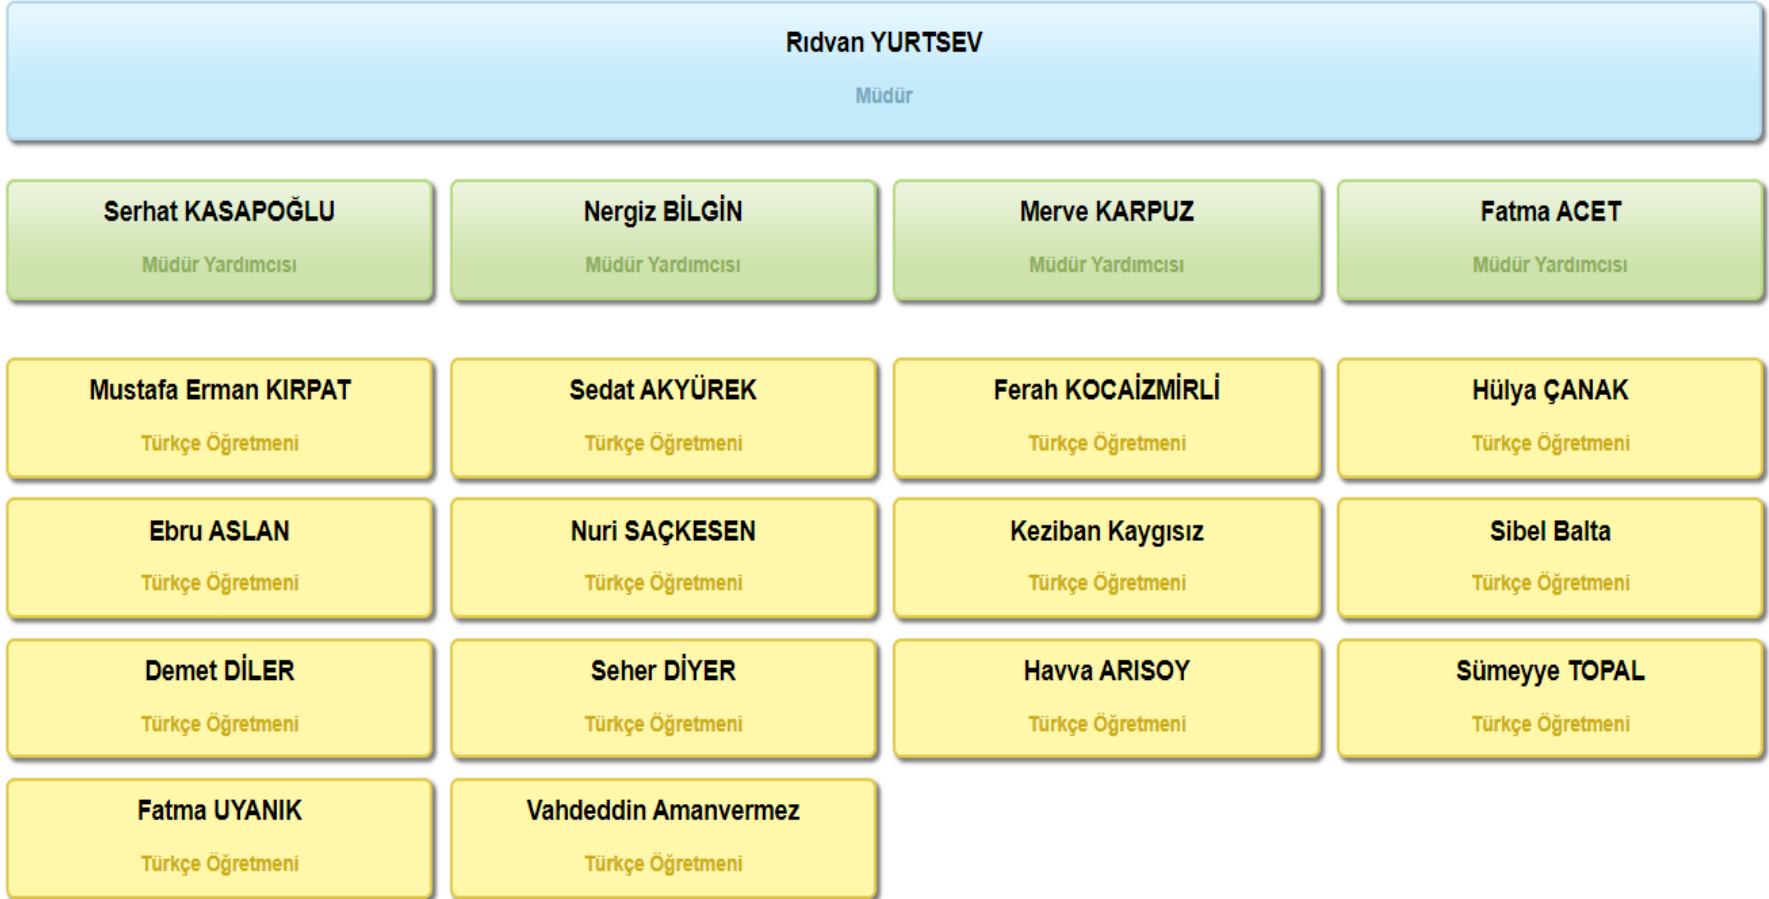 Rıdvan YURTSEV
Müdür
Serhat KASAPOĞLU
Müdür Yardımcısı
Nergiz BİLGİN
Müdür Yardımcısı
Merve KARPUZ
Müdür Yardımcısı
Fatma ACET
Müdür Yardımcısı
Mustafa Erman KIRPAT
Türkçe Öğretmeni
Sedat AKYÜREK
Türkçe Öğretmeni
Ferah KOCAİZMİRLİ
Türkçe Öğretmeni
Hülya ÇANAK
Türkçe Öğretmeni
Ebru ASLAN
Türkçe Öğretmeni
Nuri SAÇKESEN
Türkçe Öğretmeni
Keziban Kaygısız
Türkçe Öğretmeni
Sibel Balta
Türkçe Öğretmeni
Demet DİLER
Türkçe Öğretmeni
Seher DİYER
Türkçe Öğretmeni
Havva ARISOY
Türkçe Öğretmeni
Sümeyye TOPAL
Türkçe Öğretmeni
Fatma UYANIK
Türkçe Öğretmeni
Vahdeddin Amanvermez
Türkçe Öğretmeni